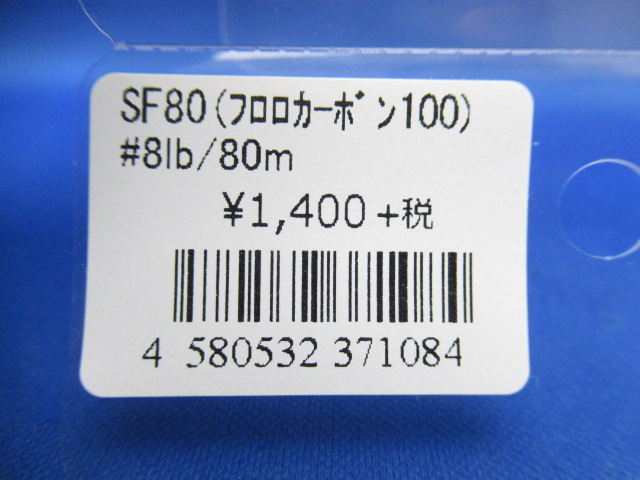 SF80(ﾌﾛﾛｶｰﾎﾞﾝ100)
#8lb/80m
¥1,400+税
4 580532 371084